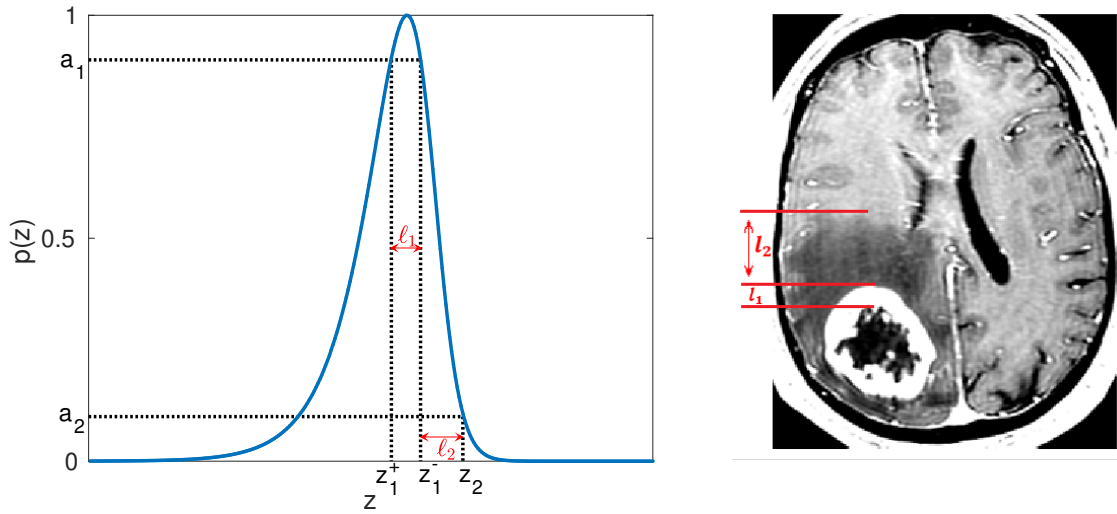 1
a₁
p(z)
0.5
ℓ₁
a₂
ℓ₂
0
z₁⁺
z₁⁻
z₂
z
l₂
l₁